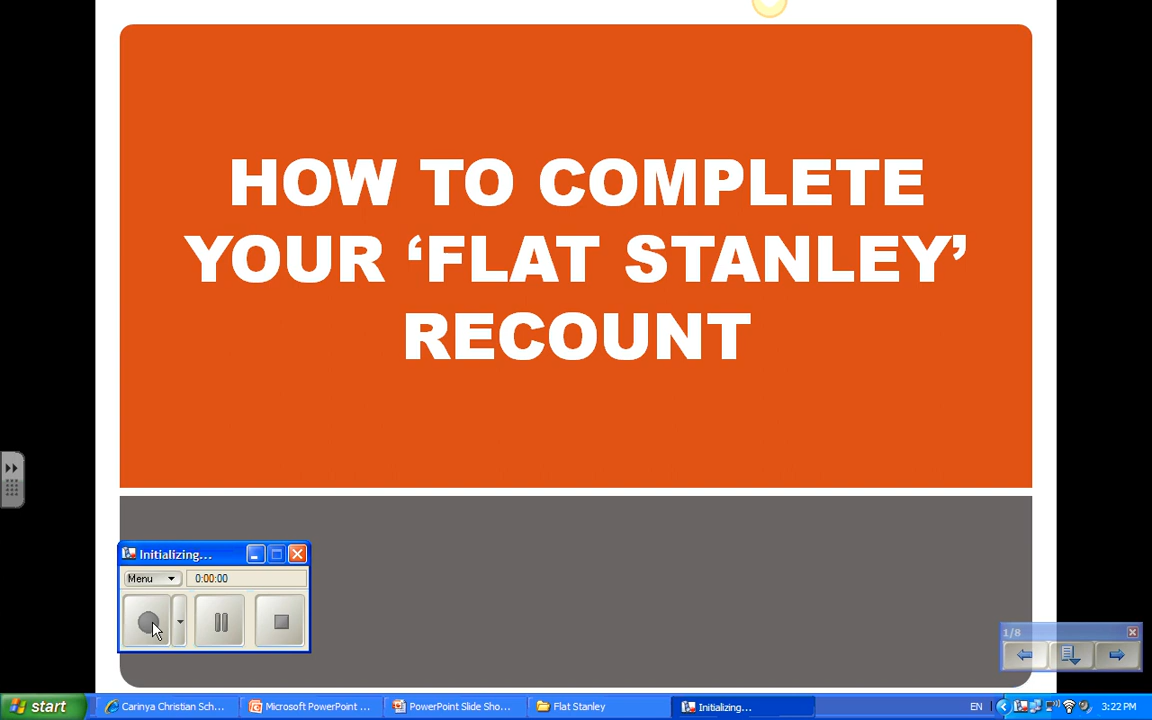 HOW TO COMPLETE
YOUR ‘FLAT STANLEY’
RECOUNT
Initializing...
Menu
0:00:00
1/8
start
Carinya Christian Sch...
Microsoft PowerPoint ...
PowerPoint Slide Sho...
Flat Stanley
Initializing...
EN
3:22 PM